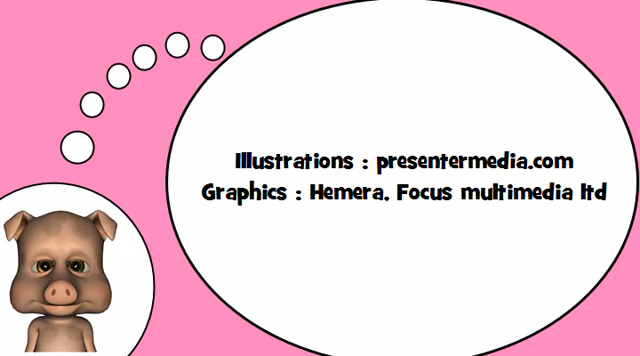 Illustrations : presentermedia.com
Graphics : Hemera. Focus multimedia ltd